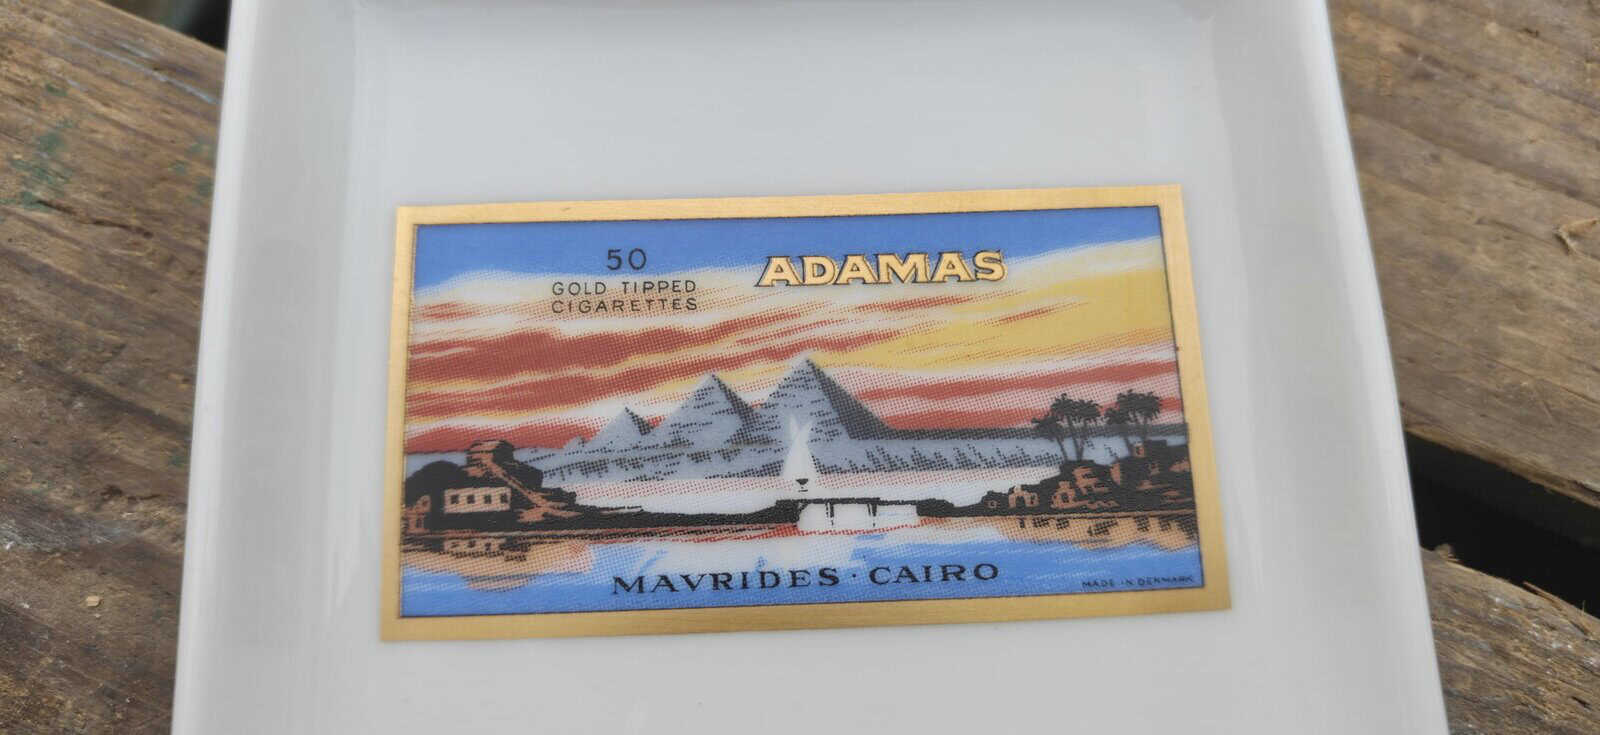 50
GOLD TIPPED
CIGARETTES
ADAMAS
MAVRIDES · CAIRO
MADE IN DENMARK